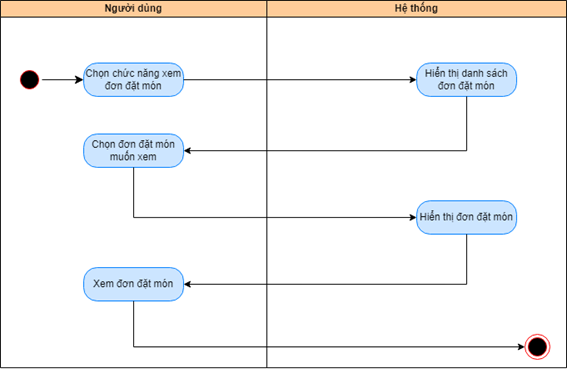 Người dùng
Hệ thống
Chọn chức năng xem
đơn đặt món
Hiển thị danh sách
đơn đặt món
Chọn đơn đặt món
muốn xem
Hiển thị đơn đặt món
Xem đơn đặt món